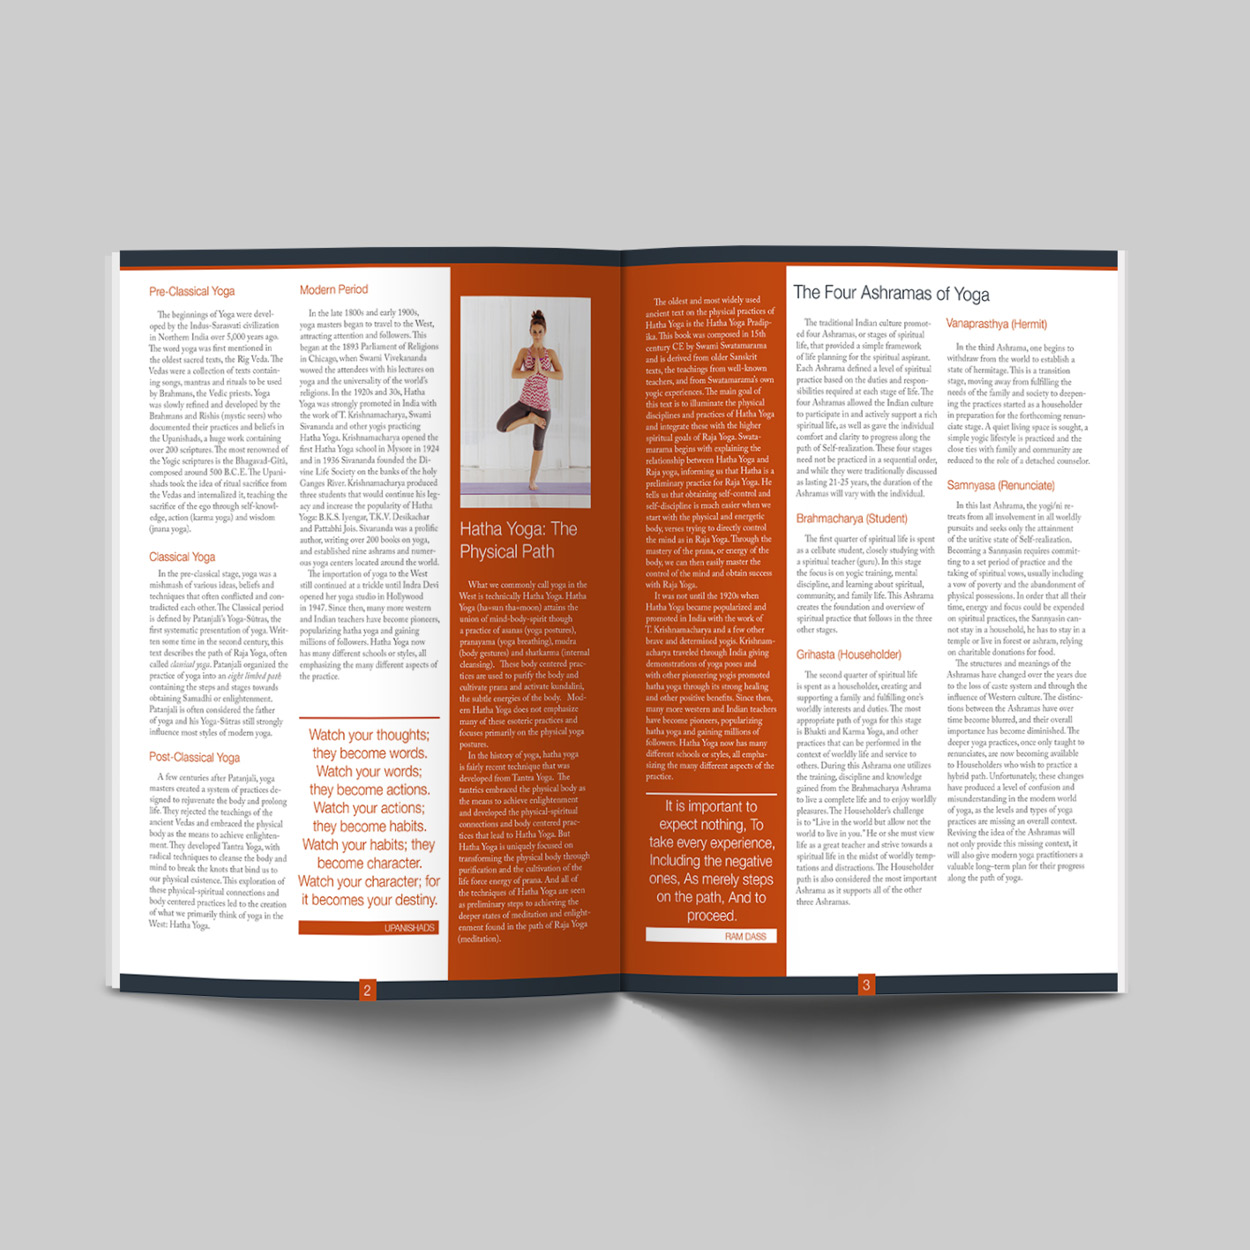 Pre-Classical Yoga
The beginnings of Yoga were devel-
oped by the Indus-Sarasvati civilization
in Northern India over 5,000 years ago.
The word yoga was first mentioned in
the oldest sacred texts, the Rig Veda. The
Vedas were a collection of texts contain-
ing songs, mantras and rituals to be used
by Brahmans, the Vedic priests. Yoga
was slowly refined and developed by the
Brahmans and Rishis (mystic seers) who
documented their practices and beliefs in
the Upanishads, a huge work containing
over 200 scriptures. The most renowned of
the Yogic scriptures is the Bhagavad-Gîtâ,
composed around 500 B.C.E. The Upani-
shads took the idea of ritual sacrifice from
the Vedas and internalized it, teaching the
sacrifice of the ego through self-knowl-
edge, action (karma yoga) and wisdom
(jnana yoga).
Classical Yoga
In the pre-classical stage, yoga was a
mishmash of various ideas, beliefs and
techniques that often conflicted and con-
tradicted each other. The Classical period
is defined by Patanjali's Yoga-Sûtras, the
first systematic presentation of yoga. Writ-
ten some time in the second century, this
text describes the path of Raja Yoga, often
called classical yoga. Patanjali organized the
practice of yoga into an eight limbed path
containing the steps and stages towards
obtaining Samadhi or enlightenment.
Patanjali is often considered the father
of yoga and his Yoga-Sûtras still strongly
influence most styles of modern yoga.
Post-Classical Yoga
A few centuries after Patanjali, yoga
masters created a system of practices de-
signed to rejuvenate the body and prolong
life. They rejected the teachings of the
ancient Vedas and embraced the physical
body as the means to achieve enlighten-
ment. They developed Tantra Yoga, with
radical techniques to cleanse the body and
mind to break the knots that bind us to
our physical existence. This exploration of
these physical-spiritual connections and
body centered practices led to the creation
of what we primarily think of yoga in the
West: Hatha Yoga.
Modern Period
In the late 1800s and early 1900s,
yoga masters began to travel to the West,
attracting attention and followers. This
began at the 1893 Parliament of Religions
in Chicago, when Swami Vivekananda
wowed the attendees with his lectures on
yoga and the universality of the world's
religions. In the 1920s and 30s, Hatha
Yoga was strongly promoted in India with
the work of T. Krishnamacharya, Swami
Sivananda and other yogis practicing
Hatha Yoga. Krishnamacharya opened the
first Hatha Yoga school in Mysore in 1924
and in 1936 Sivananda founded the Di-
vine Life Society on the banks of the holy
Ganges River. Krishnamacharya produced
three students that would continue his leg-
acy and increase the popularity of Hatha
Yoga: B.K.S. Iyengar, T.K.V. Desikachar
and Pattabhi Jois. Sivananda was a prolific
author, writing over 200 books on yoga,
and established nine ashrams and numer-
ous yoga centers located around the world.
The importation of yoga to the West
still continued at a trickle until Indra Devi
opened her yoga studio in Hollywood
in 1947. Since then, many more western
and Indian teachers have become pioneers,
popularizing hatha yoga and gaining
millions of followers. Hatha Yoga now
has many different schools or styles, all
emphasizing the many different aspects of
the practice.
Watch your thoughts;
they become words.
Watch your words;
they become actions.
Watch your actions;
they become habits.
Watch your habits; they
become character.
Watch your character; for
it becomes your destiny.
UPANISHADS
Hatha Yoga: The
Physical Path
What we commonly call yoga in the
West is technically Hatha Yoga. Hatha
Yoga (ha=sun tha=moon) attains the
union of mind-body-spirit though
a practice of asanas (yoga postures),
pranayama (yoga breathing), mudra
(body gestures) and shatkarma (internal
cleansing). These body centered prac-
tices are used to purify the body and
cultivate prana and activate kundalini,
the subtle energies of the body. Mod-
ern Hatha Yoga does not emphasize
many of these esoteric practices and
focuses primarily on the physical yoga
postures.
In the history of yoga, hatha yoga
is fairly recent technique that was
developed from Tantra Yoga. The
tantrics embraced the physical body as
the means to achieve enlightenment
and developed the physical-spiritual
connections and body centered prac-
tices that lead to Hatha Yoga. But
Hatha Yoga is uniquely focused on
transforming the physical body through
purification and the cultivation of the
life force energy of prana. And all of
the techniques of Hatha Yoga are seen
as preliminary steps to achieving the
deeper states of meditation and enlight-
enment found in the path of Raja Yoga
(meditation).
2
The oldest and most widely used
ancient text on the physical practices of
Hatha Yoga is the Hatha Yoga Pradip-
ika. This book was composed in 15th
century CE by Swami Swatamarama
and is derived from older Sanskrit
texts, the teachings from well-known
teachers, and from Swatamarama's own
yogic experiences. The main goal of
this text is to illuminate the physical
disciplines and practices of Hatha Yoga
and integrate these with the higher
spiritual goals of Raja Yoga. Swata-
marama begins with explaining the
relationship between Hatha Yoga and
Raja yoga, informing us that Hatha is a
preliminary practice for Raja Yoga. He
tells us that obtaining self-control and
self-discipline is much easier when we
start with the physical and energetic
body, verses trying to directly control
the mind as in Raja Yoga. Through the
mastery of the prana, or energy of the
body, we can then easily master the
control of the mind and obtain success
with Raja Yoga.
It was not until the 1920s when
Hatha Yoga became popularized and
promoted in India with the work of
T. Krishnamacharya and a few other
brave and determined yogis. Krishnam-
acharya traveled through India giving
demonstrations of yoga poses and
with other pioneering yogis promoted
hatha yoga through its strong healing
and other positive benefits. Since then,
many more western and Indian teachers
have become pioneers, popularizing
hatha yoga and gaining millions of
followers. Hatha Yoga now has many
different schools or styles, all empha-
sizing the many different aspects of the
practice.
It is important to
expect nothing, To
take every experience,
Including the negative
ones, As merely steps
on the path, And to
proceed.
RAM DASS
The Four Ashramas of Yoga
The traditional Indian culture promot-
ed four Ashramas, or stages of spiritual
life, that provided a simple framework
of life planning for the spiritual aspirant.
Each Ashrama defined a level of spiritual
practice based on the duties and respon-
sibilities required at each stage of life. The
four Ashramas allowed the Indian culture
to participate in and actively support a rich
spiritual life, as well as gave the individual
comfort and clarity to progress along the
path of Self-realization. These four stages
need not be practiced in a sequential order,
and while they were traditionally discussed
as lasting 21-25 years, the duration of the
Ashramas will vary with the individual.
Brahmacharya (Student)
The first quarter of spiritual life is spent
as a celibate student, closely studying with
a spiritual teacher (guru). In this stage
the focus is on yogic training, mental
discipline, and learning about spiritual,
community, and family life. This Ashrama
creates the foundation and overview of
spiritual practice that follows in the three
other stages.
Grihasta (Householder)
The second quarter of spiritual life
is spent as a householder, creating and
supporting a family and fulfilling one's
worldly interests and duties. The most
appropriate path of yoga for this stage
is Bhakti and Karma Yoga, and other
practices that can be performed in the
context of worldly life and service to
others. During this Ashrama one utilizes
the training, discipline and knowledge
gained from the Brahmacharya Ashrama
to live a complete life and to enjoy worldly
pleasures. The Householder's challenge
is to "Live in the world but allow not the
world to live in you." He or she must view
life as a great teacher and strive towards a
spiritual life in the midst of worldly temp-
tations and distractions. The Householder
path is also considered the most important
Ashrama as it supports all of the other
three Ashramas.
Vanaprasthya (Hermit)
In the third Ashrama, one begins to
withdraw from the world to establish a
state of hermitage. This is a transition
stage, moving away from fulfilling the
needs of the family and society to deepen-
ing the practices started as a householder
in preparation for the forthcoming renun-
ciate stage. A quiet living space is sought, a
simple yogic lifestyle is practiced and the
close ties with family and community are
reduced to the role of a detached counselor.
Samnyasa (Renunciate)
In this last Ashrama, the yogi/ni re-
treats from all involvement in all worldly
pursuits and seeks only the attainment
of the unitive state of Self-realization.
Becoming a Sannyasin requires commit-
ting to a set period of practice and the
taking of spiritual vows, usually including
a vow of poverty and the abandonment of
physical possessions. In order that all their
time, energy and focus could be expended
on spiritual practices, the Sannyasin can-
not stay in a household, he has to stay in a
temple or live in forest or ashram, relying
on charitable donations for food.
The structures and meanings of the
Ashramas have changed over the years due
to the loss of caste system and through the
influence of Western culture. The distinc-
tions between the Ashramas have over
time become blurred, and their overall
importance has become diminished. The
deeper yoga practices, once only taught to
renunciates, are now becoming available
to Householders who wish to practice a
hybrid path. Unfortunately, these changes
have produced a level of confusion and
misunderstanding in the modern world
of yoga, as the levels and types of yoga
practices are missing an overall context.
Reviving the idea of the Ashramas will
not only provide this missing context, it
will also give modern yoga practitioners a
valuable long-term plan for their progress
along the path of yoga.
3